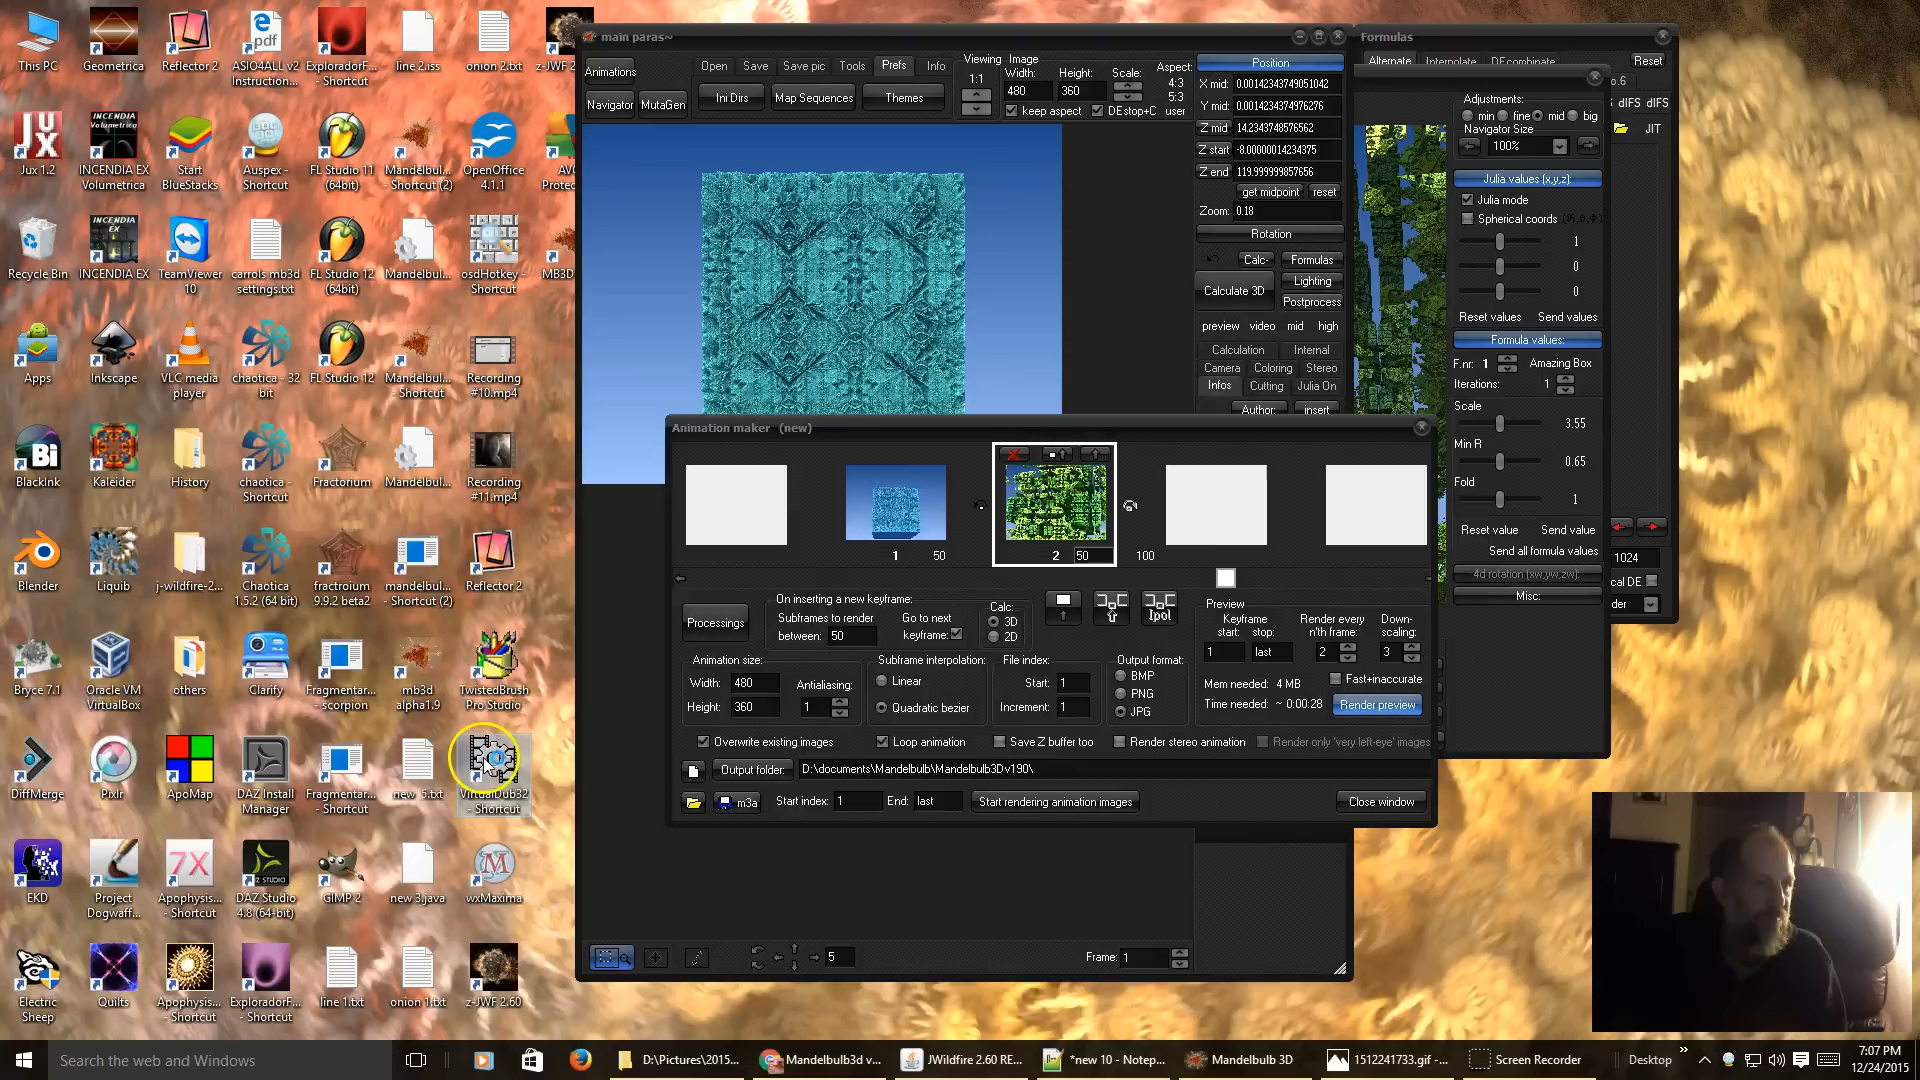 This PC
Geometrica
Reflector 2
ASIO4ALL v2
Instruction...
ExploradorF...
- Shortcut
line 2.iss
onion 2.txt
z-JWF 2.60
Jux 1.2
INCENDIA EX
Volumetrica
Start
BlueStacks
Auspex -
Shortcut
FL Studio 11
(64bit)
Mandelbul...
- Shortcut (2)
OpenOffice
4.1.1
Recycle Bin
INCENDIA EX
TeamViewer
10
carrols mb3d
settings.txt
FL Studio 12
(64bit)
Mandelbul...
osdHotkey -
Shortcut
Apps
Inkscape
VLC media
player
chaotica - 32
bit
FL Studio 12
Mandelbul...
- Shortcut
Recording
#10.mp4
BlackInk
Kaleider
History
chaotica -
Shortcut
Fractorium
Mandelbul...
Recording
#11.mp4
Blender
Liquib
j-wildfire-2...
Chaotica
1.5.2 (64 bit)
fractroium
9.9.2 beta2
mandelbul...
- Shortcut (2)
Reflector 2
Bryce 7.1
Oracle VM
VirtualBox
others
Clarify
Fragmentar...
- scorpion
mb3d
alpha1.9
TwistedBrush
Pro Studio
DiffMerge
Pixlr
ApoMap
DAZ Install
Manager
Fragmentar...
- Shortcut
new 5.txt
VirtualDub32
- Shortcut
EKD
Project
Dogwaff...
Apophysis...
- Shortcut
DAZ Studio
4.8 (64-bit)
GIMP 2
new 3.java
wxMaxima
Electric
Sheep
Quilts
Apophysis...
- Shortcut
ExploradorF...
- Shortcut
line 1.txt
onion 1.txt
z-JWF 2.60
main paras~
Animations
Open Save Save pic Tools Prefs Info
Navigator MutaGen
Ini Dirs Map Sequences Themes
Viewing Image
1:1 Width: Height: Scale:
480 360
keep aspect DEstop+C
Aspect:
4:3
5:3
user
Position
X mid: 0.00142343749051042
Y mid: 0.0014234374976276
Z mid 14.2343748576562
Z start -8.00000014234375
Z end 119.999999857656
get midpoint reset
Zoom: 0.18
Rotation
Calc- Formulas
Calculate 3D Lighting
Postprocess
preview video mid high
Calculation Internal
Camera Coloring Stereo
Infos Cutting Julia On
Author: insert
Formulas
Alternate Interpolate DEcombinate Reset
dIFS dIFS
JIT
1024
Adjustments:
min fine mid big
Navigator Size
100%
Julia values (x,y,z):
Julia mode
Spherical coords
1
0
0
Reset values Send values
Formula values:
F.nr: 1 Amazing Box
Iterations: 1
Scale
3.55
Min R
0.65
Fold
1
Reset value Send value
Send all formula values
4d rotation (xw,yw,zw):
Misc:
Animation maker (new)
1 50 2 50 100
Processings
On inserting a new keyframe:
Subframes to render
between: 50
Go to next
keyframe:
Calc:
3D
2D
Ipol
Preview
Keyframe
start: stop:
1 last
Render every
n'th frame:
2
Down-
scaling:
3
Mem needed: 4 MB
Fast+inaccurate
Time needed: ~ 0:00:28
Render preview
Animation size:
Width: 480
Height: 360
Antialiasing:
1
Subframe interpolation:
Linear
Quadratic bezier
File index:
Start: 1
Increment: 1
Output format:
BMP
PNG
JPG
Overwrite existing images
Loop animation
Save Z buffer too
Render stereo animation
Render only 'very left-eye' images
Output folder: D:\documents\Mandelbulb\Mandelbulb3Dv190\
m3a
Start index: 1 End: last
Start rendering animation images
Close window
5
Frame: 1
Search the web and Windows
D:\Pictures\2015...
Mandelbulb3d v...
JWildfire 2.60 RE...
*new 10 - Notep...
Mandelbulb 3D
1512241733.gif -...
Screen Recorder
Desktop
7:07 PM
12/24/2015